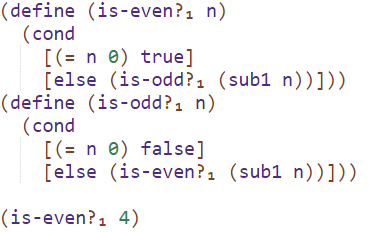 (define (is-even?₁ n)
  (cond
    [(= n 0) true]
    [else (is-odd?₁ (sub1 n))]))
(define (is-odd?₁ n)
  (cond
    [(= n 0) false]
    [else (is-even?₁ (sub1 n))]))

(is-even?₁ 4)